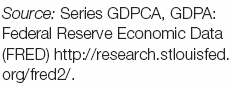 Source: Series GDPCA, GDPA:
Federal Reserve Economic Data
(FRED) http://research.stlouisfed.
org/fred2/.